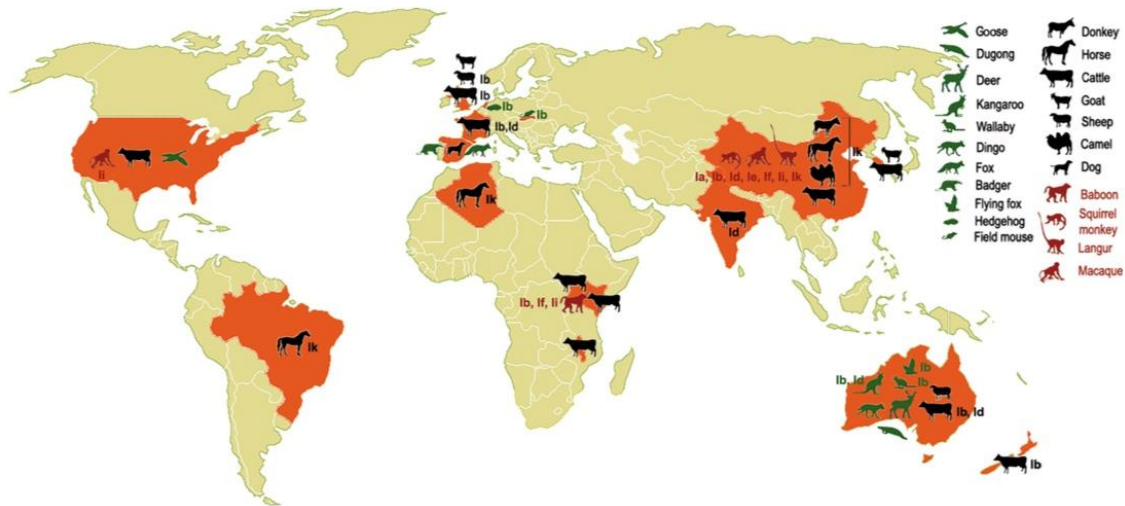 Goose
Dugong
Deer
Kangaroo
Wallaby
Dingo
Fox
Badger
Flying fox
Hedgehog
Field mouse
Donkey
Horse
Cattle
Goat
Sheep
Camel
Dog
Baboon
Squirrel
monkey
Langur
Macaque
Ib
Ib
Ib
Ib
Ib,Id
Ii
Ik
Ik
Ia, Ib, Id, Ie, If, Ii, Ik
Id
Ib, If, Ii
Ik
Ib
Ib, Id
Ib
Ib, Id
Ib